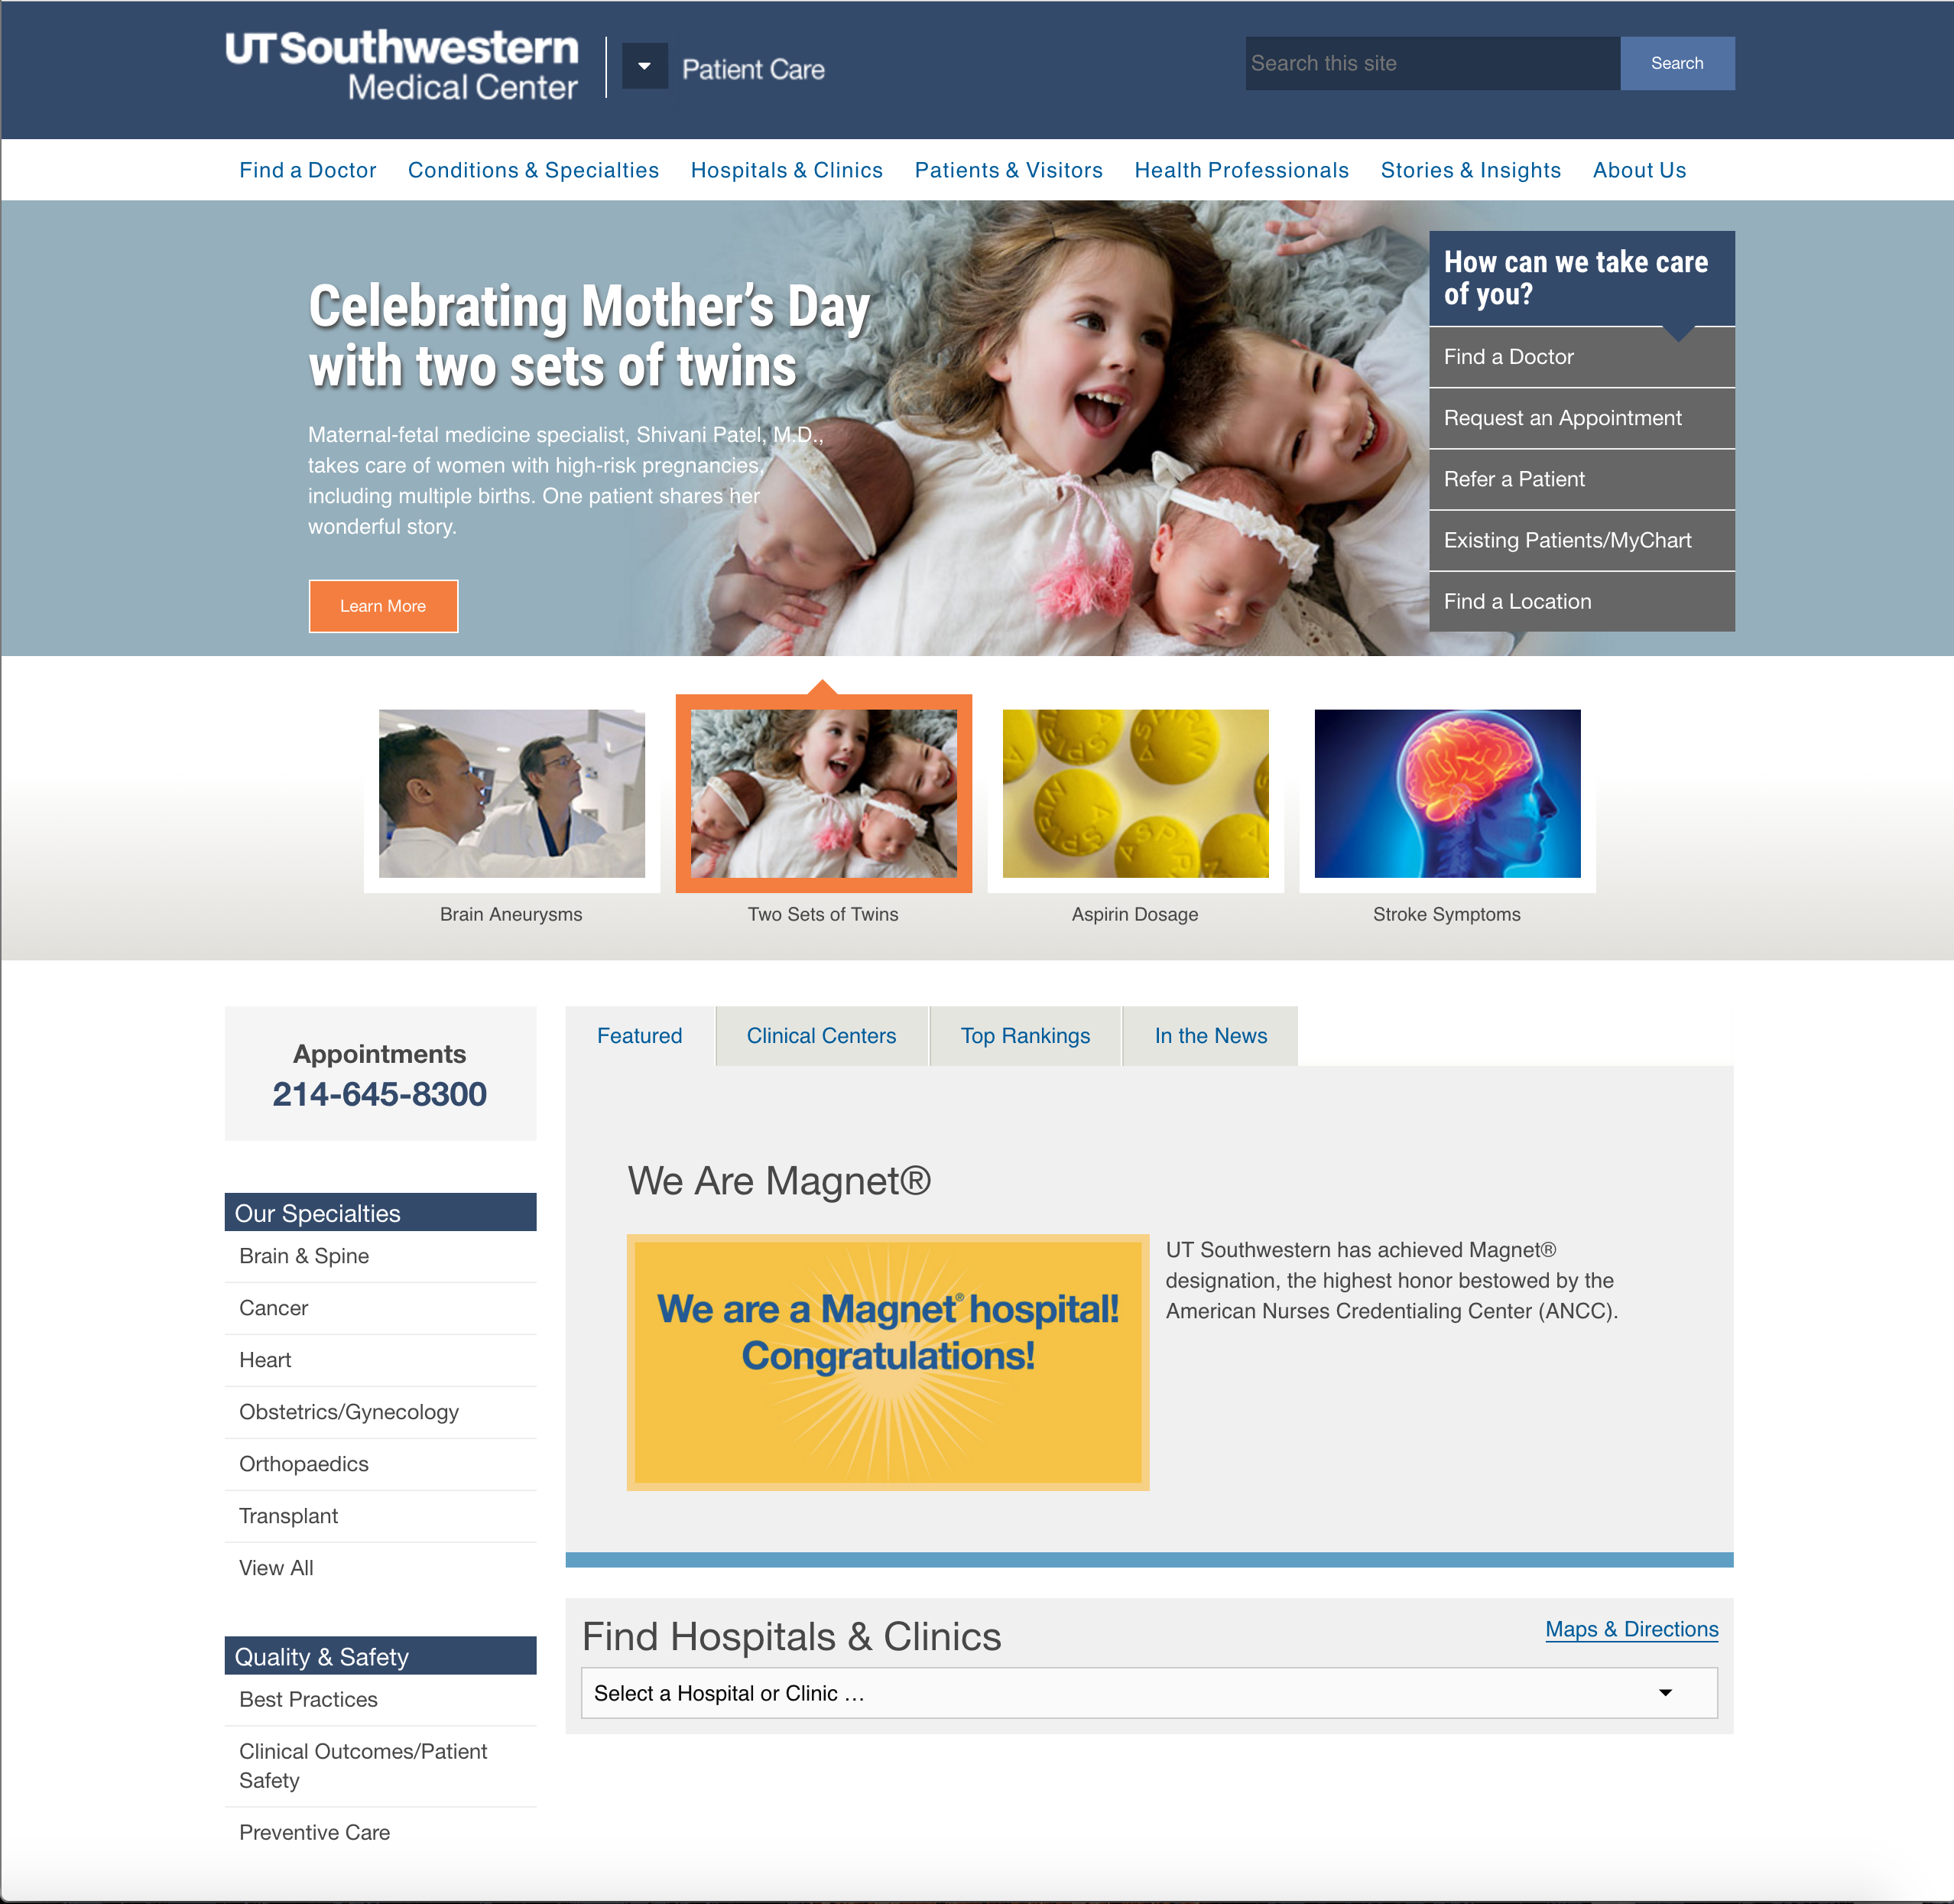 UT Southwestern
Medical Center
Patient Care
Search this site
Search
Find a Doctor
Conditions & Specialties
Hospitals & Clinics
Patients & Visitors
Health Professionals
Stories & Insights
About Us
Celebrating Mother’s Day
with two sets of twins
Maternal-fetal medicine specialist, Shivani Patel, M.D.,
takes care of women with high-risk pregnancies,
including multiple births. One patient shares her
wonderful story.
Learn More
How can we take care
of you?
Find a Doctor
Request an Appointment
Refer a Patient
Existing Patients/MyChart
Find a Location
Brain Aneurysms
Two Sets of Twins
ASPIRIN
Aspirin Dosage
Stroke Symptoms
Appointments
214-645-8300
Our Specialties
Brain & Spine
Cancer
Heart
Obstetrics/Gynecology
Orthopaedics
Transplant
View All
Quality & Safety
Best Practices
Clinical Outcomes/Patient
Safety
Preventive Care
Featured
Clinical Centers
Top Rankings
In the News
We Are Magnet®
We are a Magnet® hospital!
Congratulations!
UT Southwestern has achieved Magnet®
designation, the highest honor bestowed by the
American Nurses Credentialing Center (ANCC).
Find Hospitals & Clinics
Maps & Directions
Select a Hospital or Clinic …